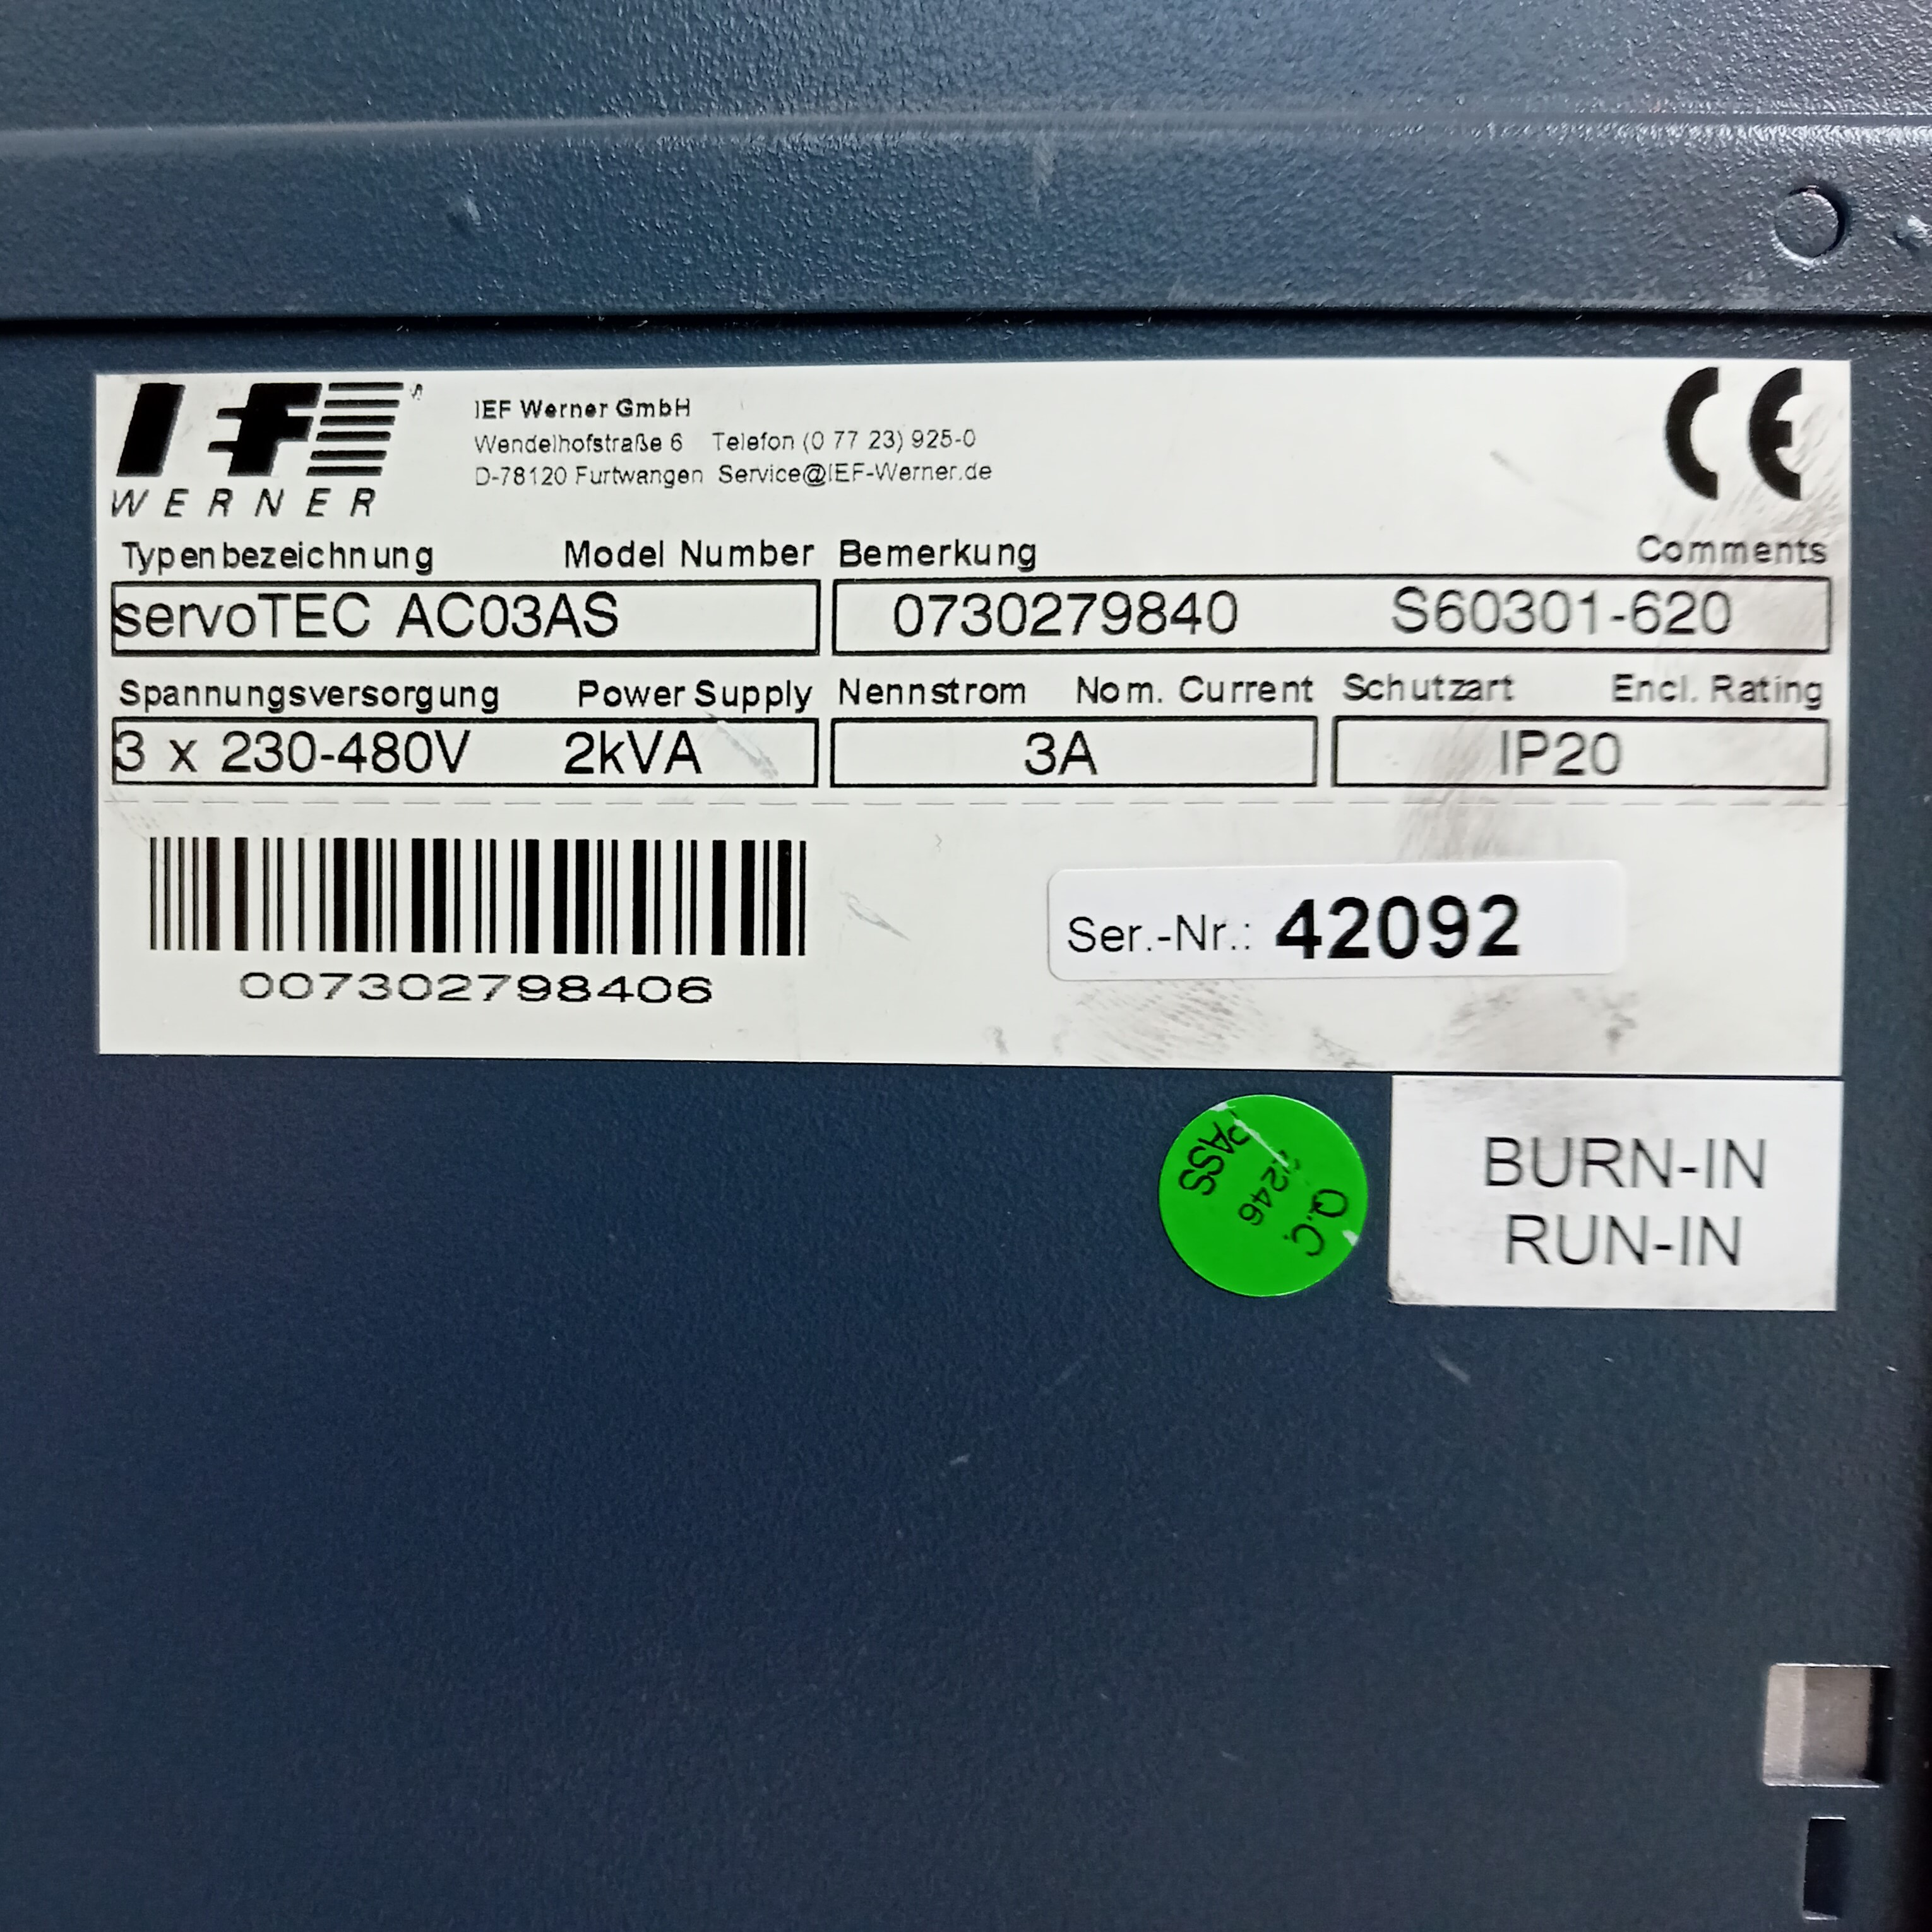 IEF
WERNER
IEF Werner GmbH
Wendelhofstraße 6 Telefon (0 77 23) 925-0
D-78120 Furtwangen Service@IEF-Werner.de
CE
Typenbezeichnung Model Number Bemerkung Comments
servoTEC AC03AS 0730279840 S60301-620
Spannungsversorgung Power Supply Nennstrom Nom. Current Schutzart Encl. Rating
3 x 230-480V 2kVA 3A IP20
007302798406
Ser.-Nr.: 42092
Q.C.
PASS
BURN-IN
RUN-IN